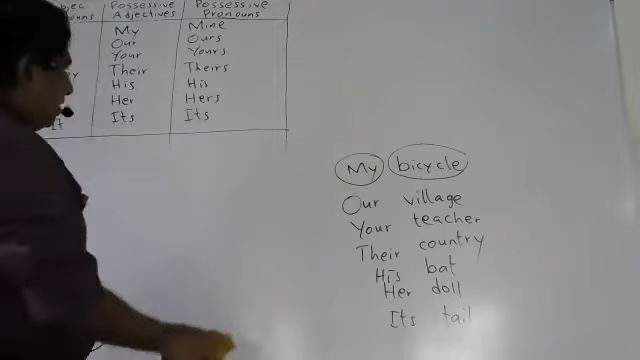 Possessive Possessive
Adjectives Pronouns
My Mine
Our Ours
Your Yours
Their Theirs
His His
Her Hers
It Its Its
My bicycle
Our village
Your teacher
Their country
His bat
Her doll
Its tail